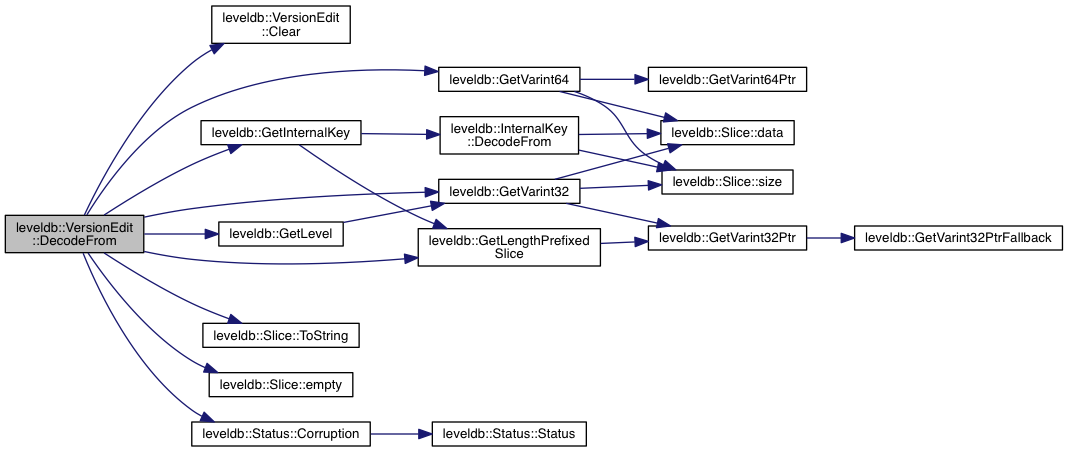 leveldb::VersionEdit
::Clear
leveldb::GetVarint64
leveldb::GetVarint64Ptr
leveldb::GetInternalKey
leveldb::InternalKey
::DecodeFrom
leveldb::Slice::data
leveldb::Slice::size
leveldb::GetVarint32
leveldb::VersionEdit
::DecodeFrom
leveldb::GetLevel
leveldb::GetLengthPrefixed
Slice
leveldb::GetVarint32Ptr
leveldb::GetVarint32PtrFallback
leveldb::Slice::ToString
leveldb::Slice::empty
leveldb::Status::Corruption
leveldb::Status::Status